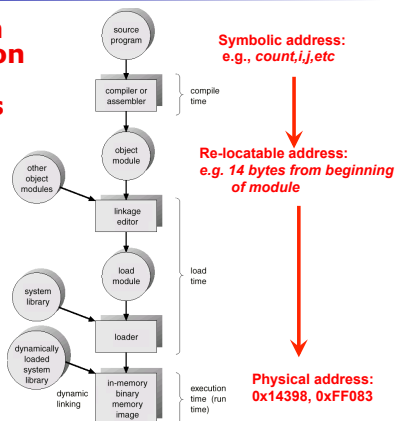 source
program
compiler or
assembler
compile
time
object
module
other
object
modules
linkage
editor
load
module
load
time
system
library
loader
dynamically
loaded
system
library
dynamic
linking
in-memory
binary
memory
image
execution
time (run
time)
Symbolic address:
e.g., count,i,j,etc
Re-locatable address:
e.g. 14 bytes from beginning
of module
Physical address:
0x14398, 0xFF083